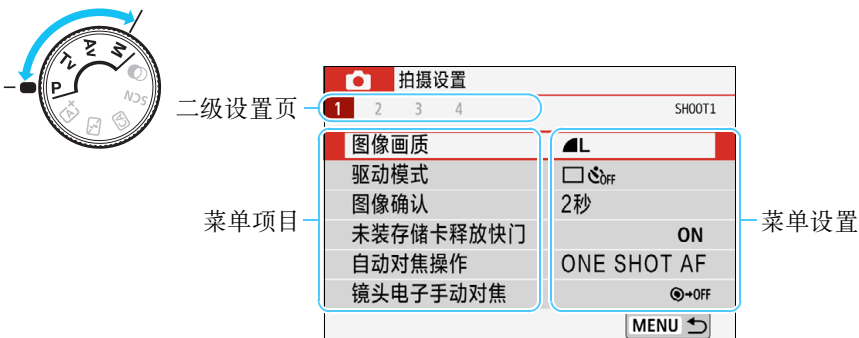 M
Av
Tv
P
SCN
A+
拍摄设置
二级设置页
1 2 3 4
SHOOT1
菜单项目
菜单设置
图像画质 L
驱动模式 OFF
图像确认 2秒
未装存储卡释放快门 ON
自动对焦操作 ONE SHOT AF
镜头电子手动对焦 OFF
MENU